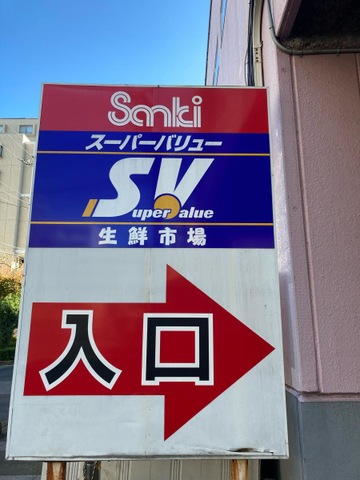 Sanki
スーパーバリュー
SV
uper alue
生鮮市場
入口